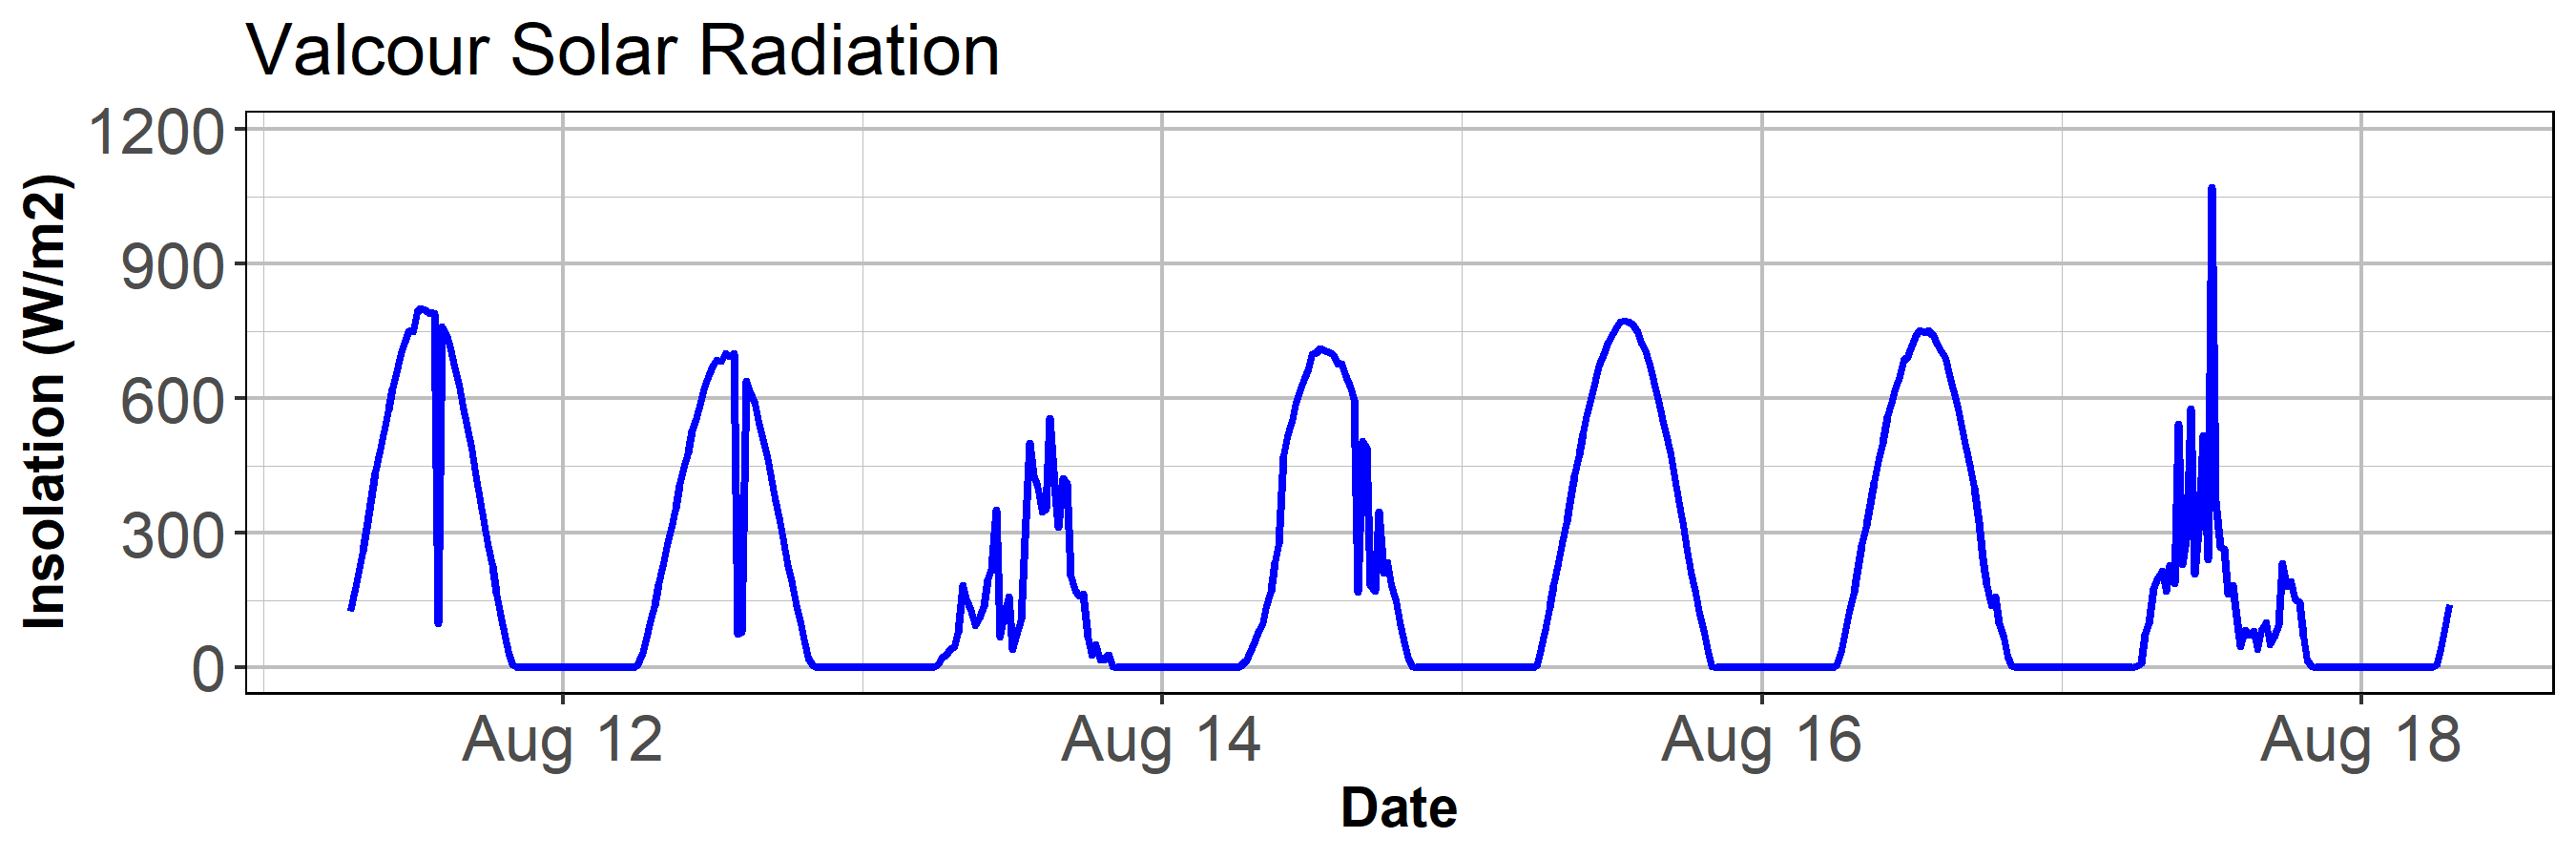 Valcour Solar Radiation
1200
900
600
300
0
Insolation (W/m2)
Aug 12 Aug 14 Aug 16 Aug 18
Date